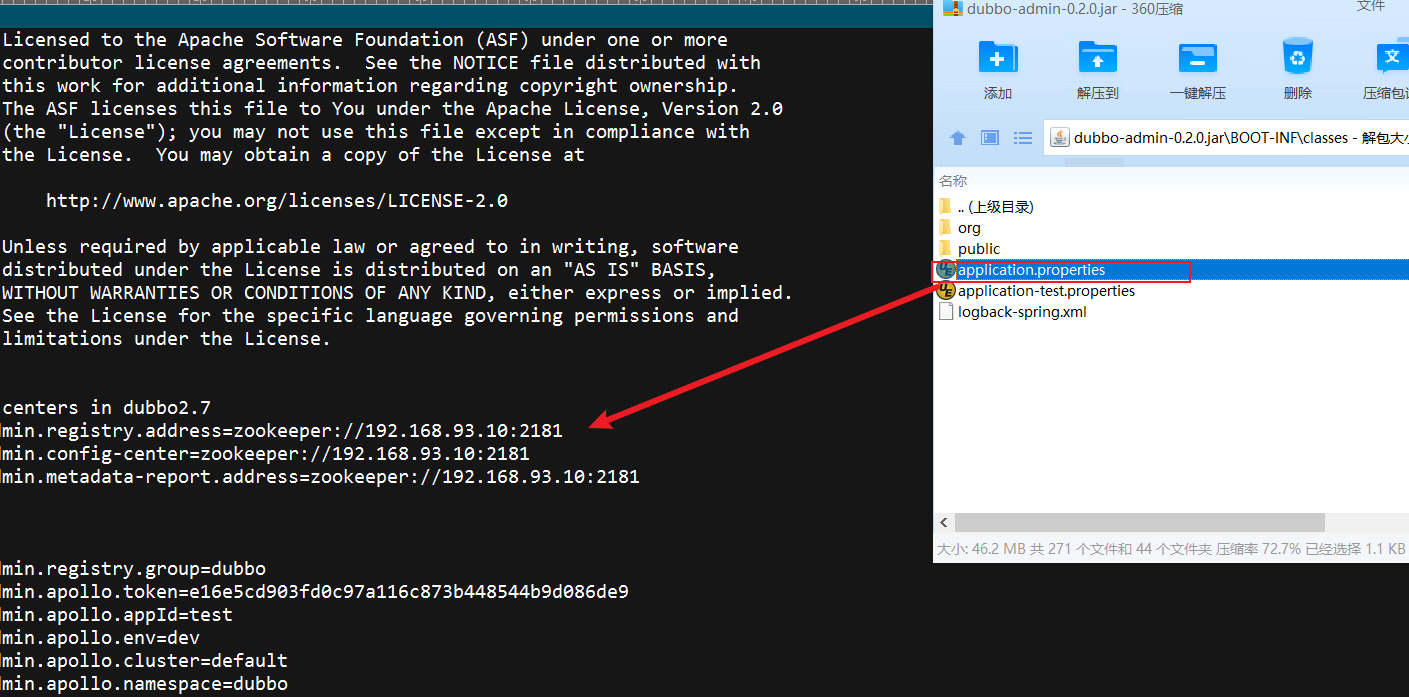 Licensed to the Apache Software Foundation (ASF) under one or more
contributor license agreements.  See the NOTICE file distributed with
this work for additional information regarding copyright ownership.
The ASF licenses this file to You under the Apache License, Version 2.0
(the "License"); you may not use this file except in compliance with
the License.  You may obtain a copy of the License at
http://www.apache.org/licenses/LICENSE-2.0
Unless required by applicable law or agreed to in writing, software
distributed under the License is distributed on an "AS IS" BASIS,
WITHOUT WARRANTIES OR CONDITIONS OF ANY KIND, either express or implied.
See the License for the specific language governing permissions and
limitations under the License.
centers in dubbo2.7
min.registry.address=zookeeper://192.168.93.10:2181
min.config-center=zookeeper://192.168.93.10:2181
min.metadata-report.address=zookeeper://192.168.93.10:2181
min.registry.group=dubbo
min.apollo.token=e16e5cd903fd0c97a116c873b448544b9d086de9
min.apollo.appId=test
min.apollo.env=dev
min.apollo.cluster=default
min.apollo.namespace=dubbo
dubbo-admin-0.2.0.jar - 360压缩
文件
添加
解压到
一键解压
删除
压缩包
dubbo-admin-0.2.0.jar\BOOT-INF\classes - 解包大小
名称
.. (上级目录)
org
public
application.properties
application-test.properties
logback-spring.xml
大小: 46.2 MB 共 271 个文件和 44 个文件夹 压缩率 72.7% 已经选择 1.1 KB